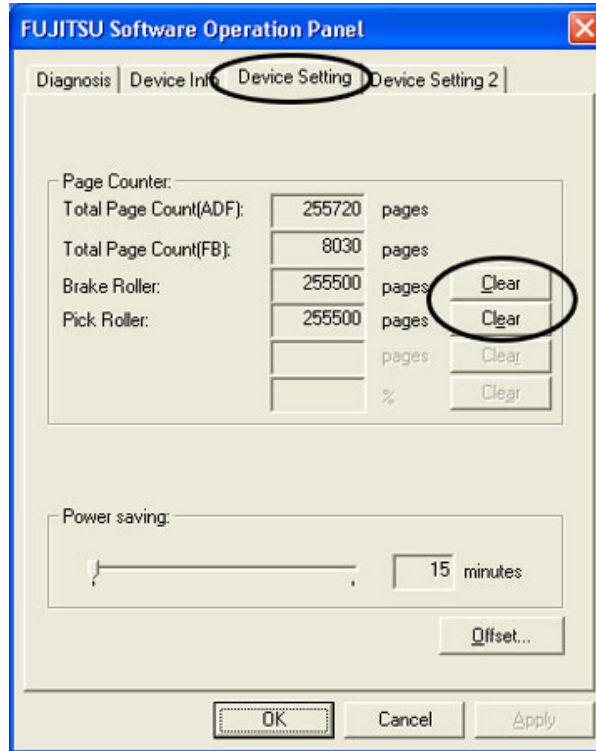 FUJITSU Software Operation Panel
Diagnosis Device Info Device Setting Device Setting 2
Page Counter:
Total Page Count(ADF): 255720 pages
Total Page Count(FB): 8030 pages
Brake Roller: 255500 pages Clear
Pick Roller: 255500 pages Clear
pages Clear
% Clear
Power saving:
15 minutes
Offset...
OK Cancel Apply